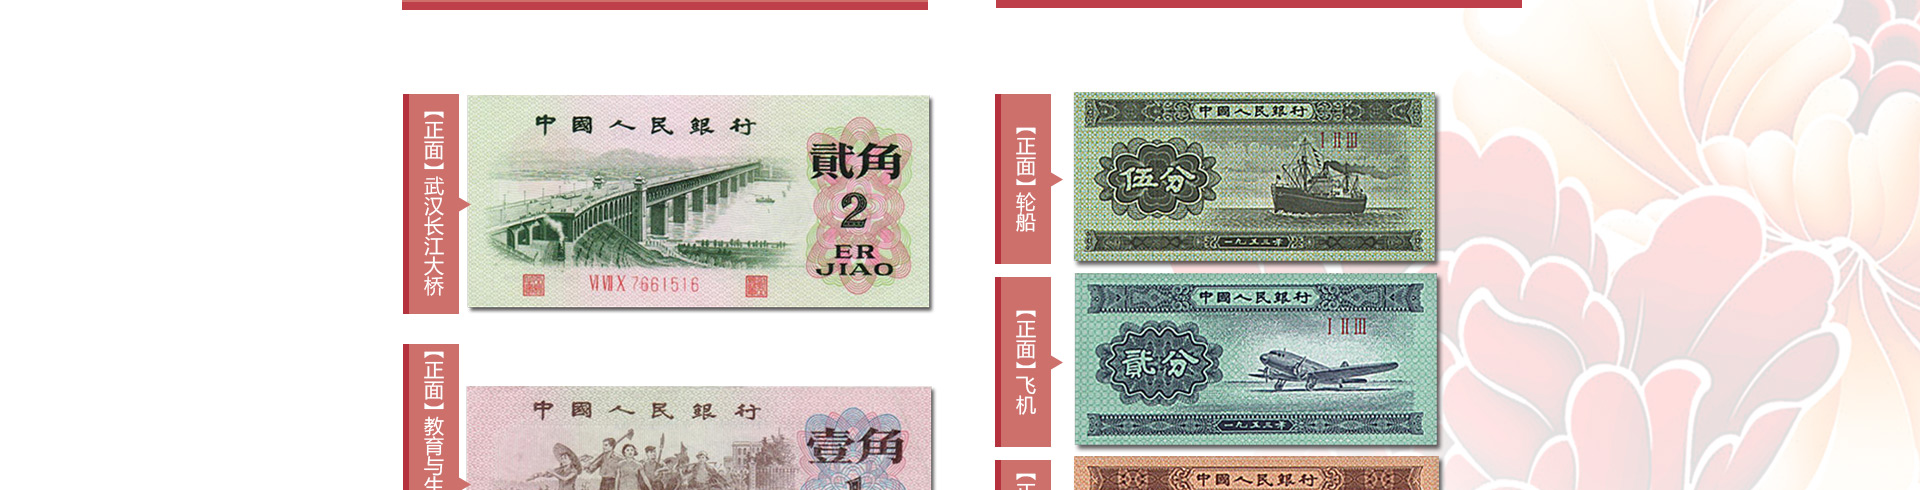 【正面】武汉长江大桥
中國人民銀行
貳角
2
ER
JIAO
VI VII X 7661516
【正面】教育与生
中國人民銀行
壹角
1
【正面】轮船
中國人民銀行
I II III
伍分
一九五三年
【正面】飞机
中國人民銀行
I II III
貳分
一九五三年
【正
中國人民銀行